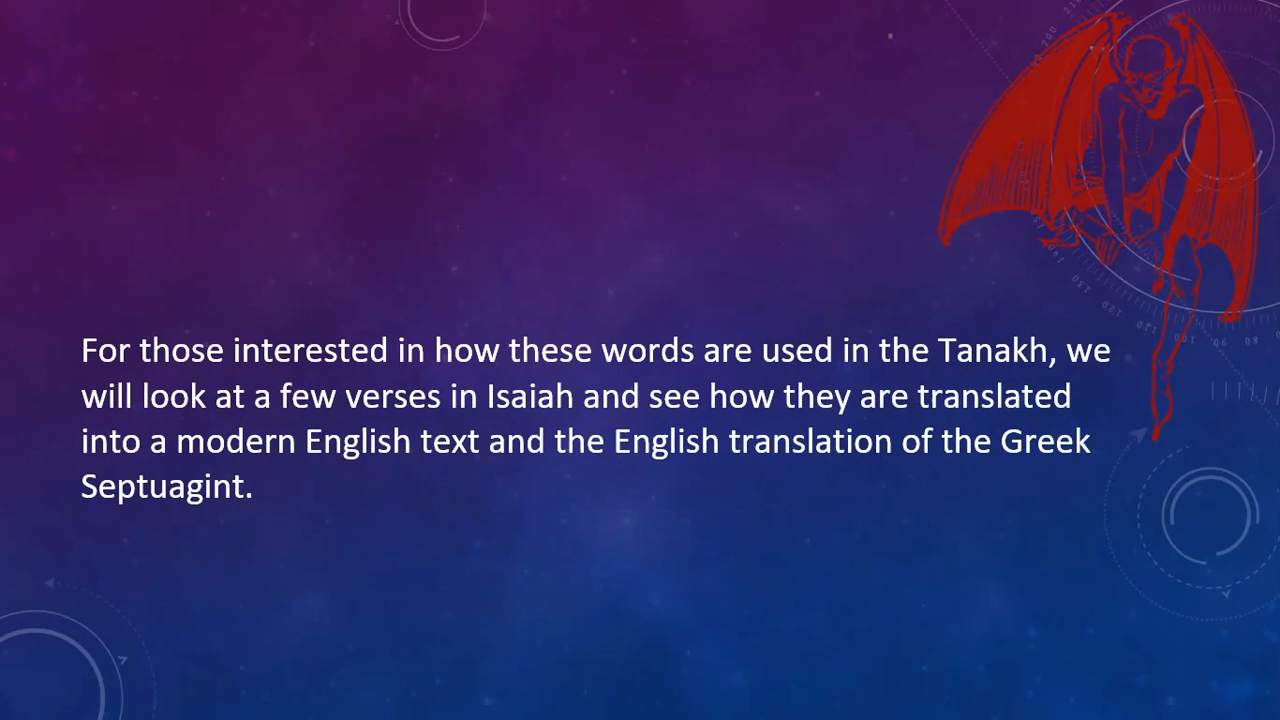 For those interested in how these words are used in the Tanakh, we
will look at a few verses in Isaiah and see how they are translated
into a modern English text and the English translation of the Greek
Septuagint.